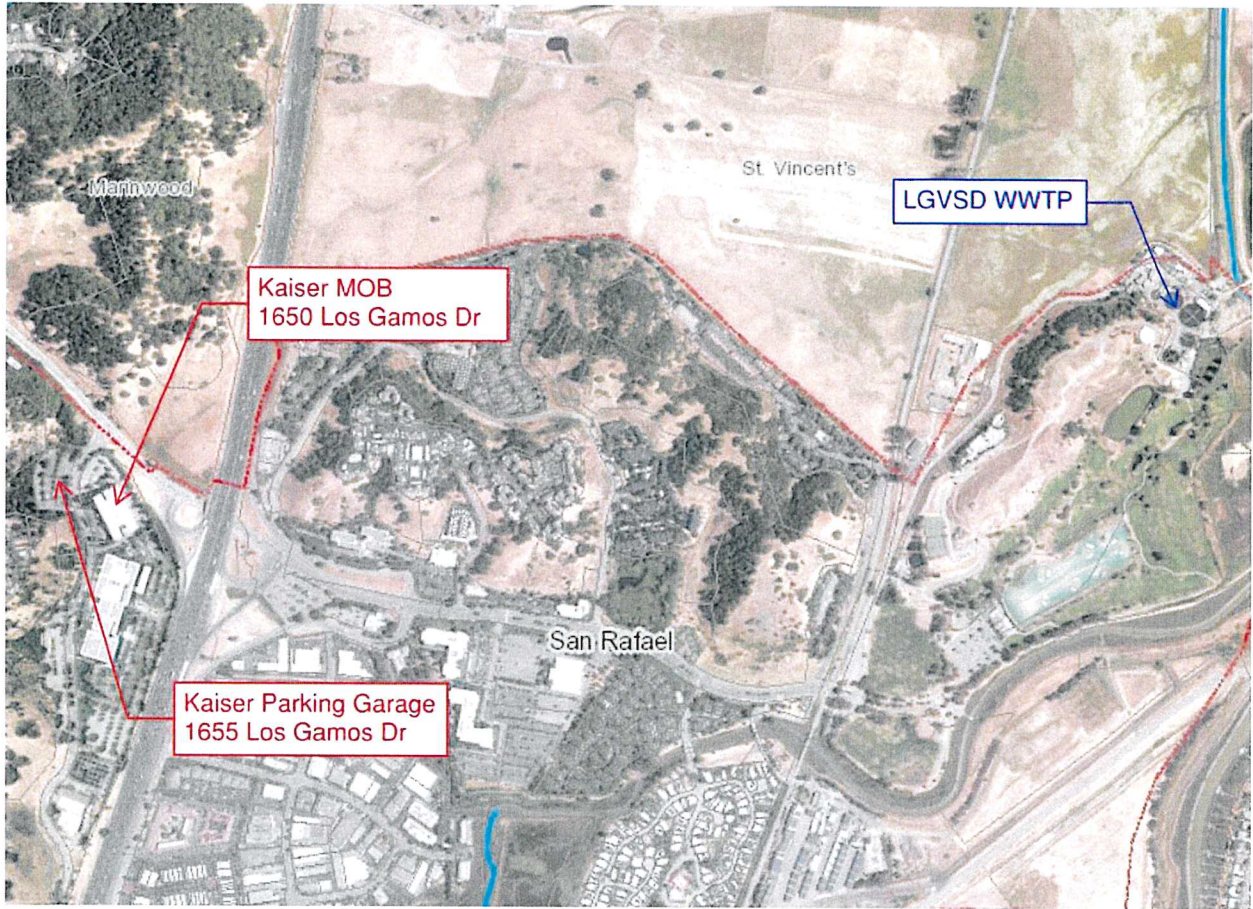 St. Vincent's
Marinwood
LGVSD WWTP
Kaiser MOB
1650 Los Gamos Dr
San Rafael
Kaiser Parking Garage
1655 Los Gamos Dr